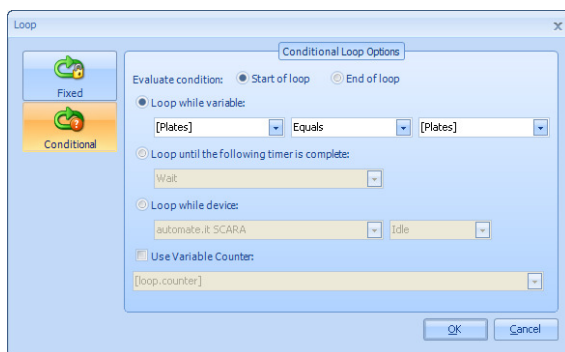 Loop
x
Conditional Loop Options
Fixed
Conditional
Evaluate condition: Start of loop End of loop
Loop while variable:
[Plates] Equals [Plates]
Loop until the following timer is complete:
Wait
Loop while device:
automate.it SCARA Idle
Use Variable Counter:
[loop.counter]
OK Cancel